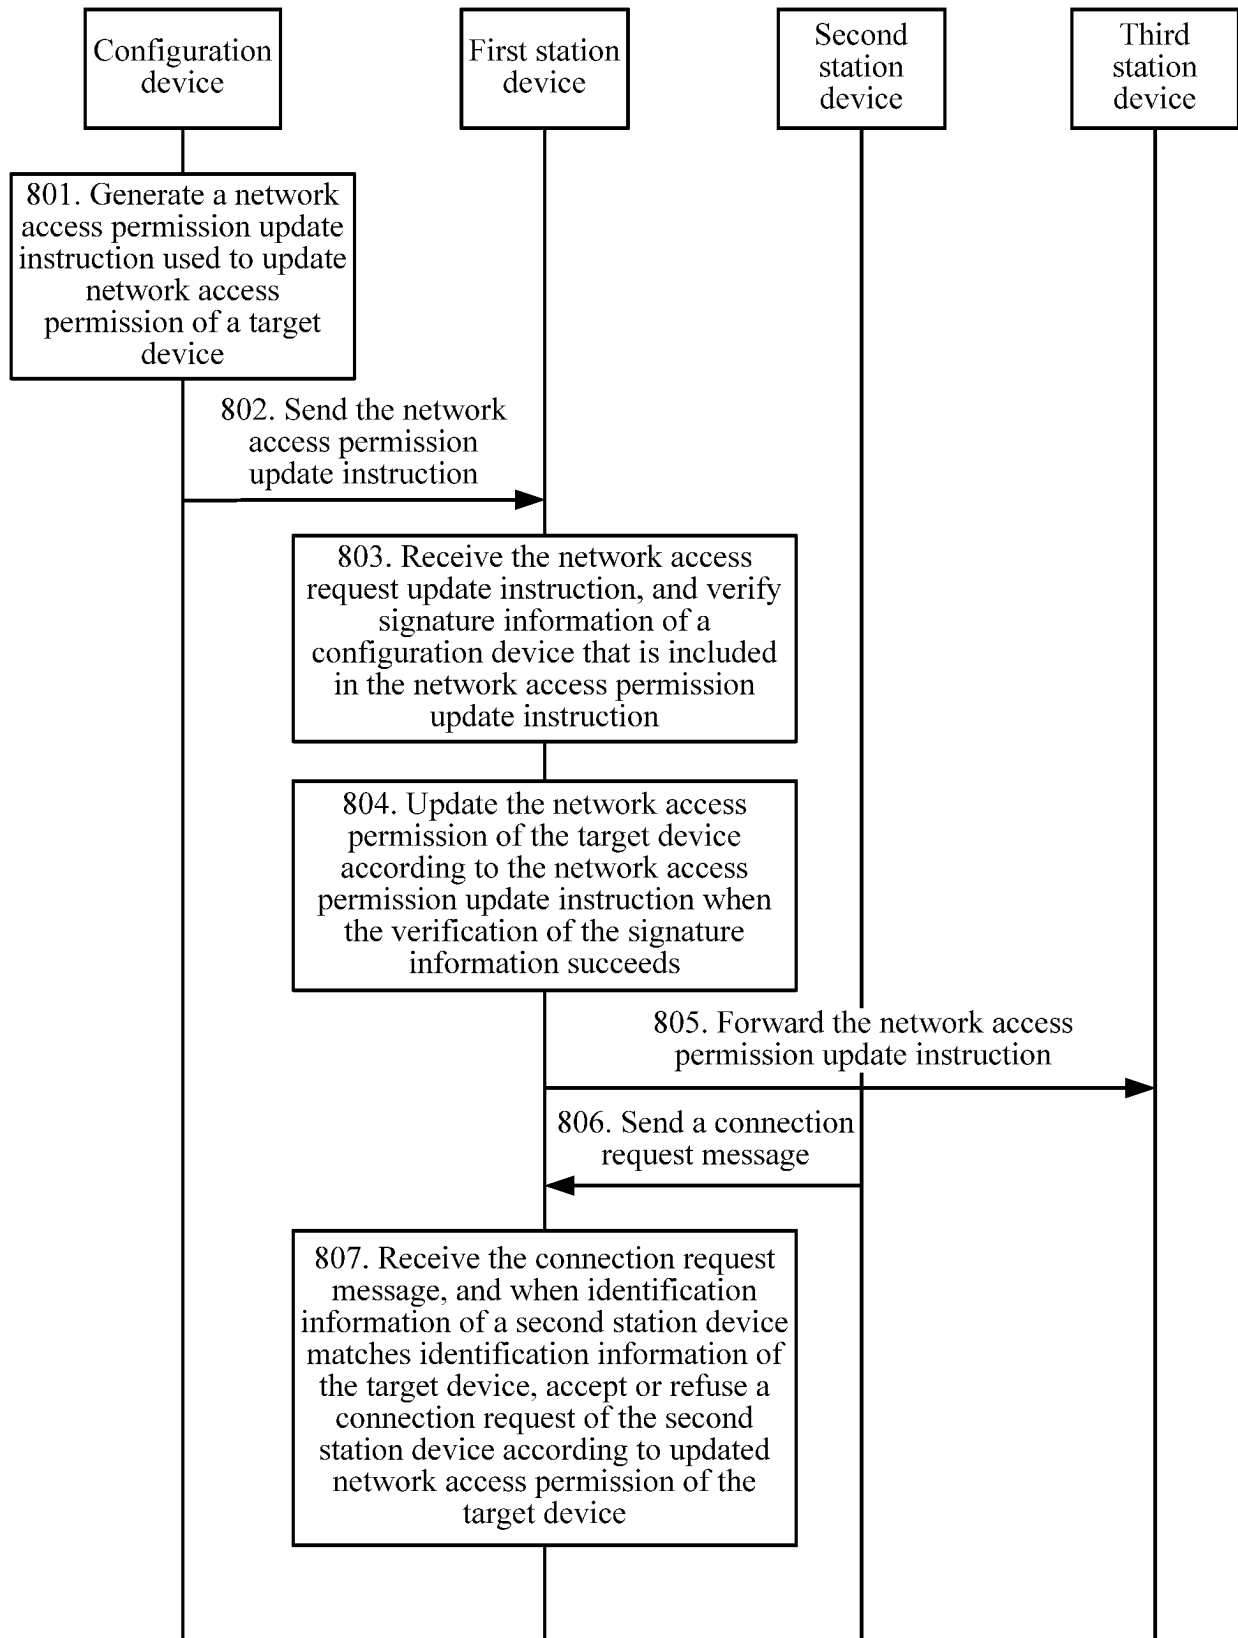 Configuration
device
First station
device
Second
station
device
Third
station
device
801. Generate a network
access permission update
instruction used to update
network access
permission of a target
device
802. Send the network
access permission
update instruction
803. Receive the network access
request update instruction, and verify
signature information of a
configuration device that is included
in the network access permission
update instruction
804. Update the network access
permission of the target device
according to the network access
permission update instruction when
the verification of the signature
information succeeds
805. Forward the network access
permission update instruction
806. Send a connection
request message
807. Receive the connection request
message, and when identification
information of a second station device
matches identification information of
the target device, accept or refuse a
connection request of the second
station device according to updated
network access permission of the
target device